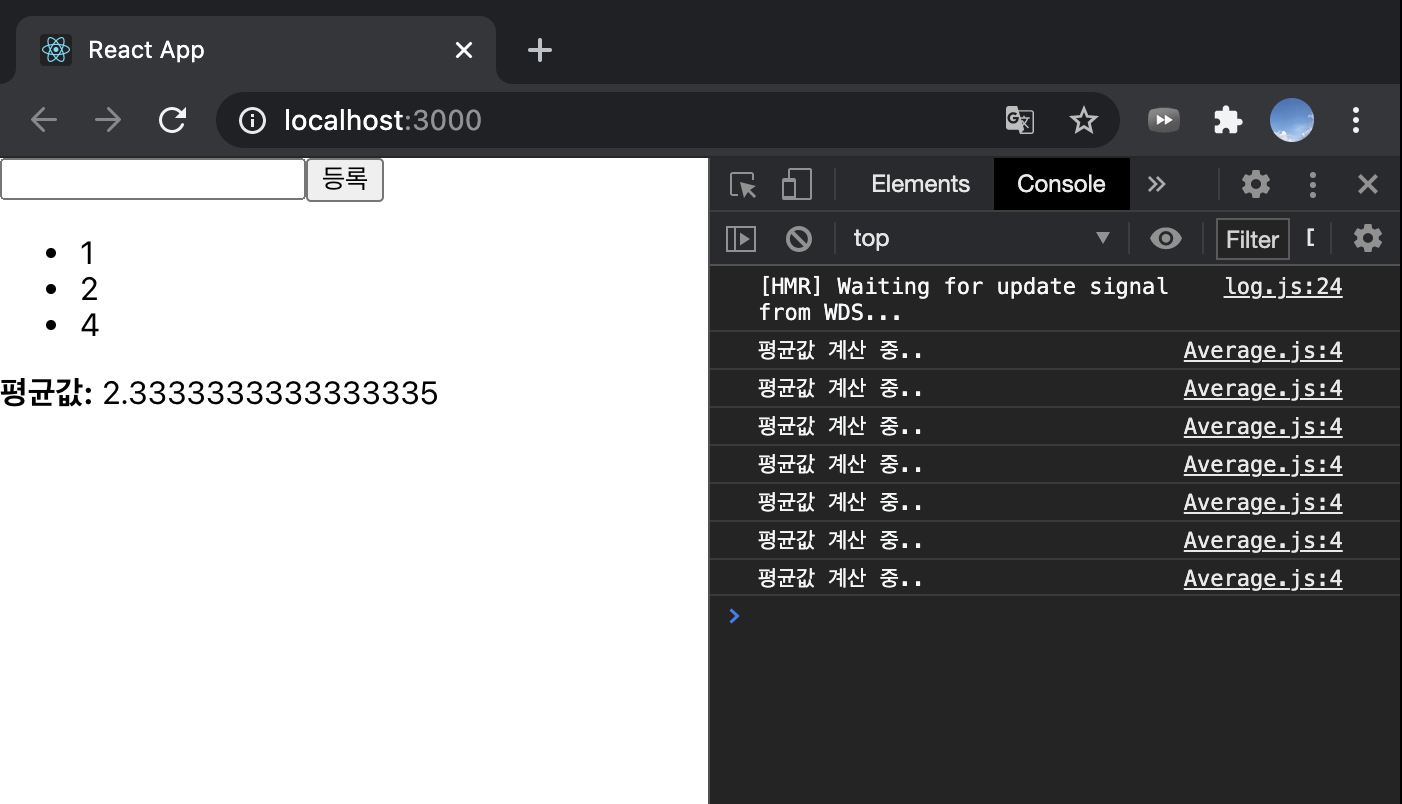 React App
localhost:3000
등록
1
2
4
평균값: 2.3333333333333335
Elements Console
top Filter
[HMR] Waiting for update signal log.js:24
from WDS...
평균값 계산 중.. Average.js:4
평균값 계산 중.. Average.js:4
평균값 계산 중.. Average.js:4
평균값 계산 중.. Average.js:4
평균값 계산 중.. Average.js:4
평균값 계산 중.. Average.js:4
평균값 계산 중.. Average.js:4